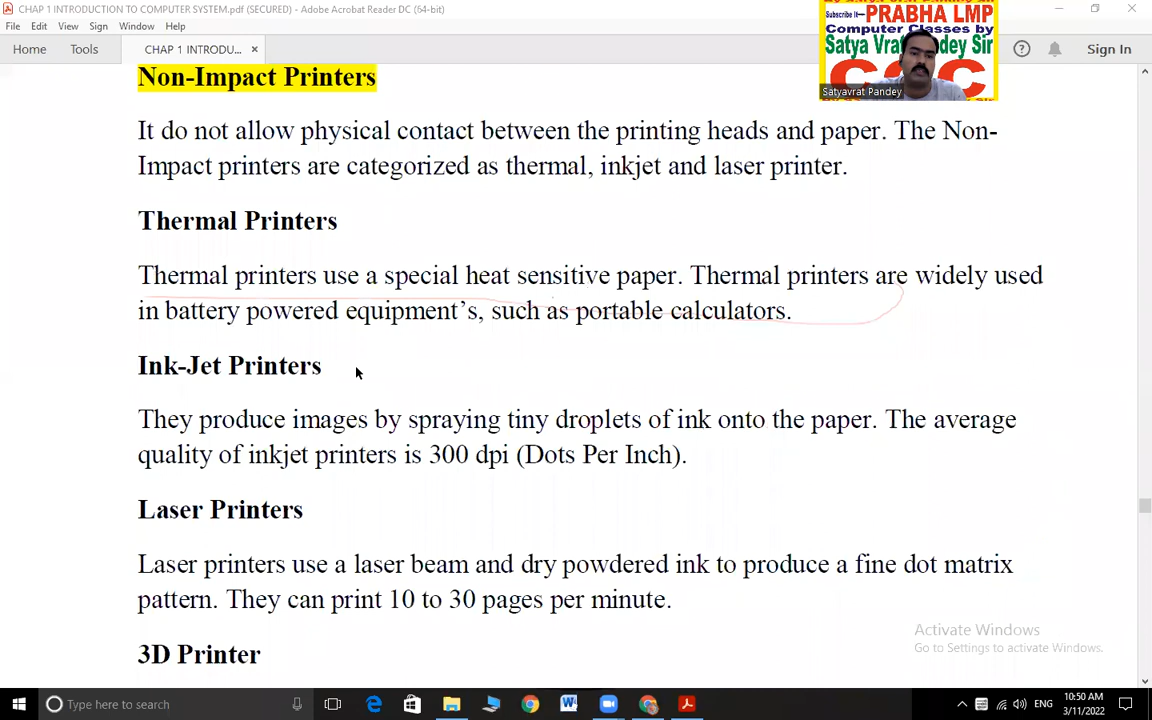 CHAP 1 INTRODUCTION TO COMPUTER SYSTEM.pdf (SECURED) - Adobe Acrobat Reader DC (64-bit)
File Edit View Sign Window Help
Home Tools CHAP 1 INTRODU... × Sign In
Subscribe It- PRABHA LMP
Computer Classes by
Satya Vrat Pandey Sir
CCC
Satyavrat Pandey
Non-Impact Printers
It do not allow physical contact between the printing heads and paper. The Non-
Impact printers are categorized as thermal, inkjet and laser printer.
Thermal Printers
Thermal printers use a special heat sensitive paper. Thermal printers are widely used
in battery powered equipment’s, such as portable calculators.
Ink-Jet Printers
They produce images by spraying tiny droplets of ink onto the paper. The average
quality of inkjet printers is 300 dpi (Dots Per Inch).
Laser Printers
Laser printers use a laser beam and dry powdered ink to produce a fine dot matrix
pattern. They can print 10 to 30 pages per minute.
3D Printer
Activate Windows
Go to Settings to activate Windows.
Type here to search
ENG
10:50 AM
3/11/2022